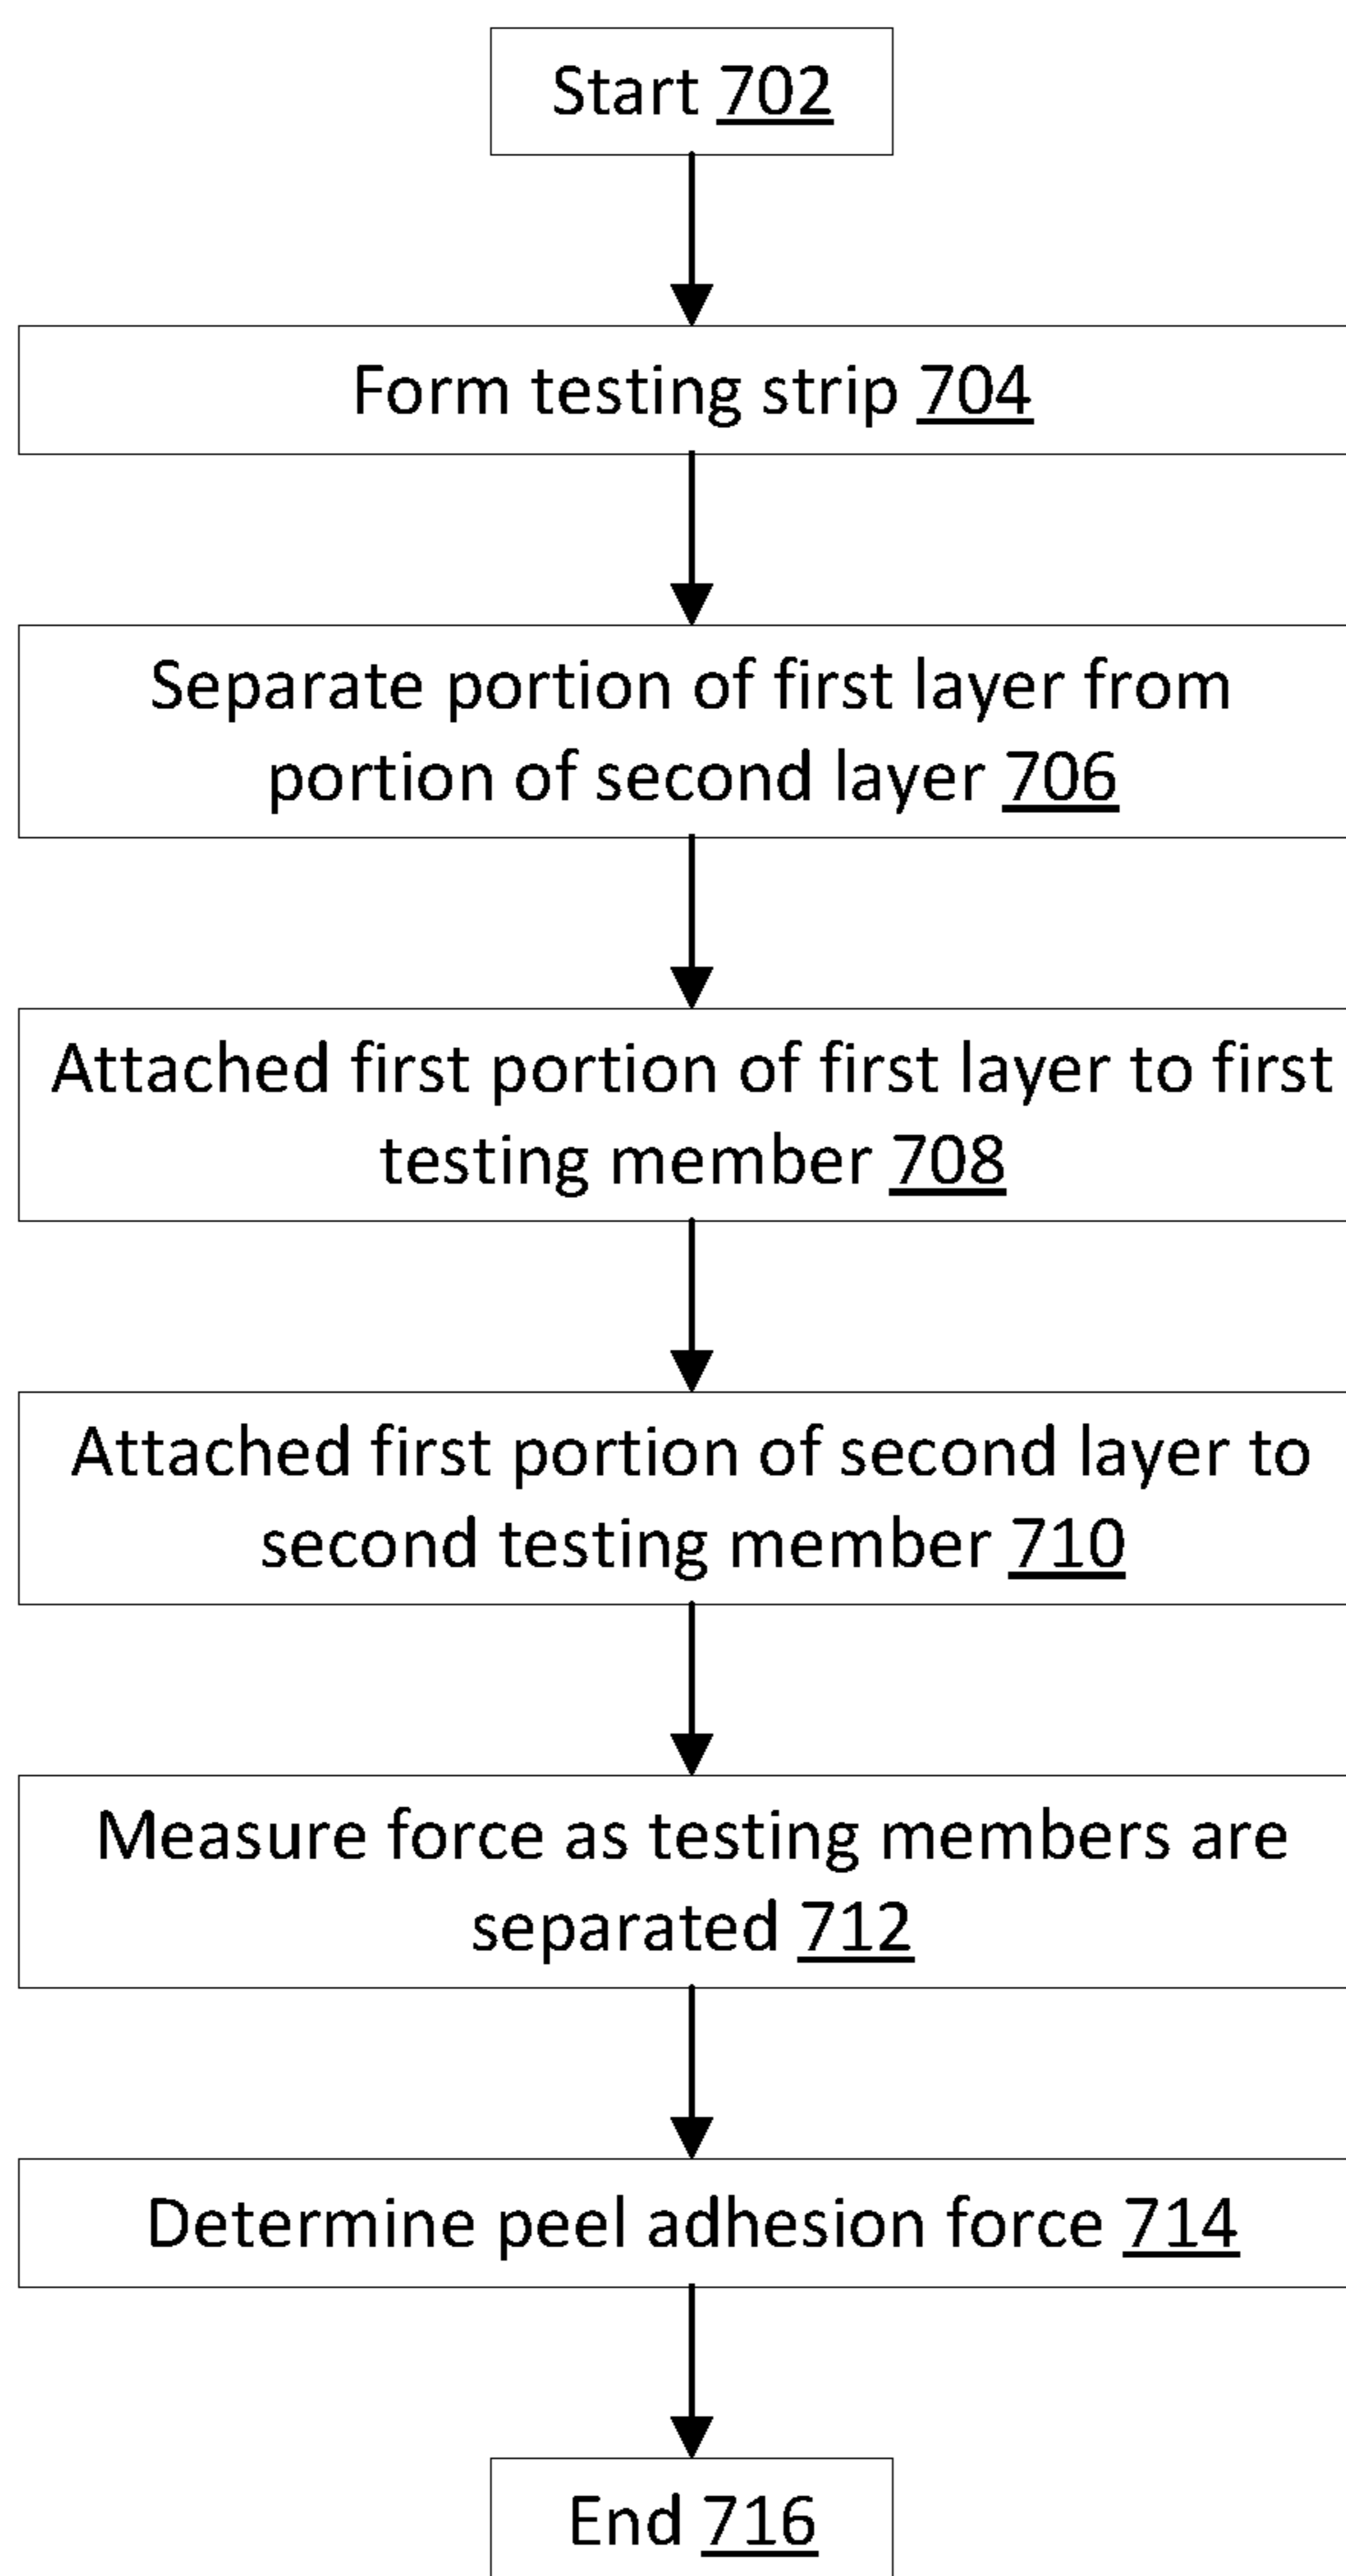 Start 702
Form testing strip 704
Separate portion of first layer from
portion of second layer 706
Attached first portion of first layer to first
testing member 708
Attached first portion of second layer to
second testing member 710
Measure force as testing members are
separated 712
Determine peel adhesion force 714
End 716